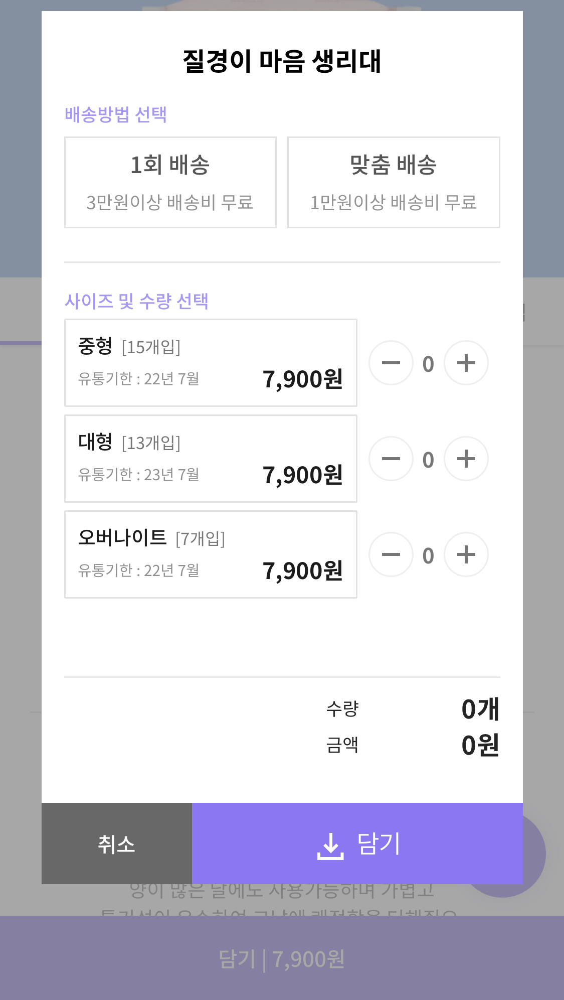 질경이 마음 생리대
배송방법 선택
1회 배송
3만원이상 배송비 무료
맞춤 배송
1만원이상 배송비 무료
사이즈 및 수량 선택
중형 [15개입]
유통기한 : 22년 7월 7,900원
0
대형 [13개입]
유통기한 : 23년 7월 7,900원
0
오버나이트 [7개입]
유통기한 : 22년 7월 7,900원
0
수량 0개
금액 0원
취소
담기
양이 많은 날에도 사용가능하며 가볍고
담기 | 7,900원